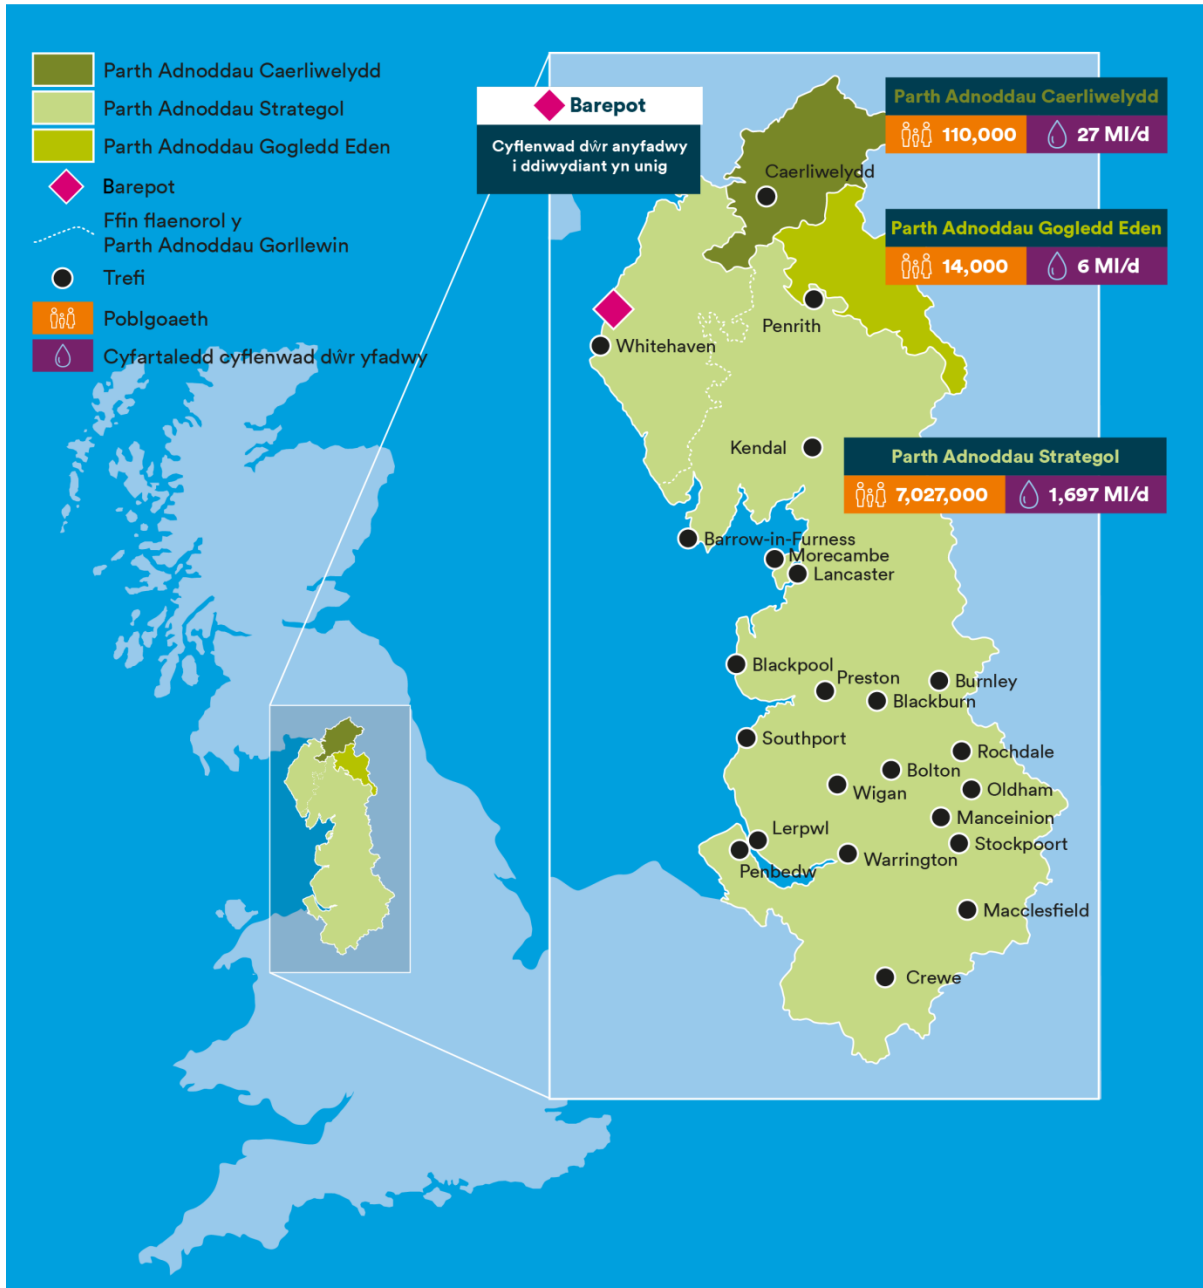 Parth Adnoddau Caerliwelydd
Parth Adnoddau Strategol
Parth Adnoddau Gogledd Eden
Barepot
Ffin flaenorol y
Parth Adnoddau Gorllewin
Trefi
Poblgoaeth
Cyfartaledd cyflenwad dŵr yfadwy
Barepot
Cyflenwad dŵr anyfadwy
i ddiwydiant yn unig
Parth Adnoddau Caerliwelydd
110,000
27 Ml/d
Caerliwelydd
Parth Adnoddau Gogledd Eden
14,000
6 Ml/d
Penrith
Whitehaven
Kendal
Parth Adnoddau Strategol
7,027,000
1,697 Ml/d
Barrow-in-Furness
Morecambe
Lancaster
Blackpool
Preston
Burnley
Blackburn
Southport
Rochdale
Bolton
Wigan
Oldham
Manceinion
Lerpwl
Stockpoort
Penbedw
Warrington
Macclesfield
Crewe